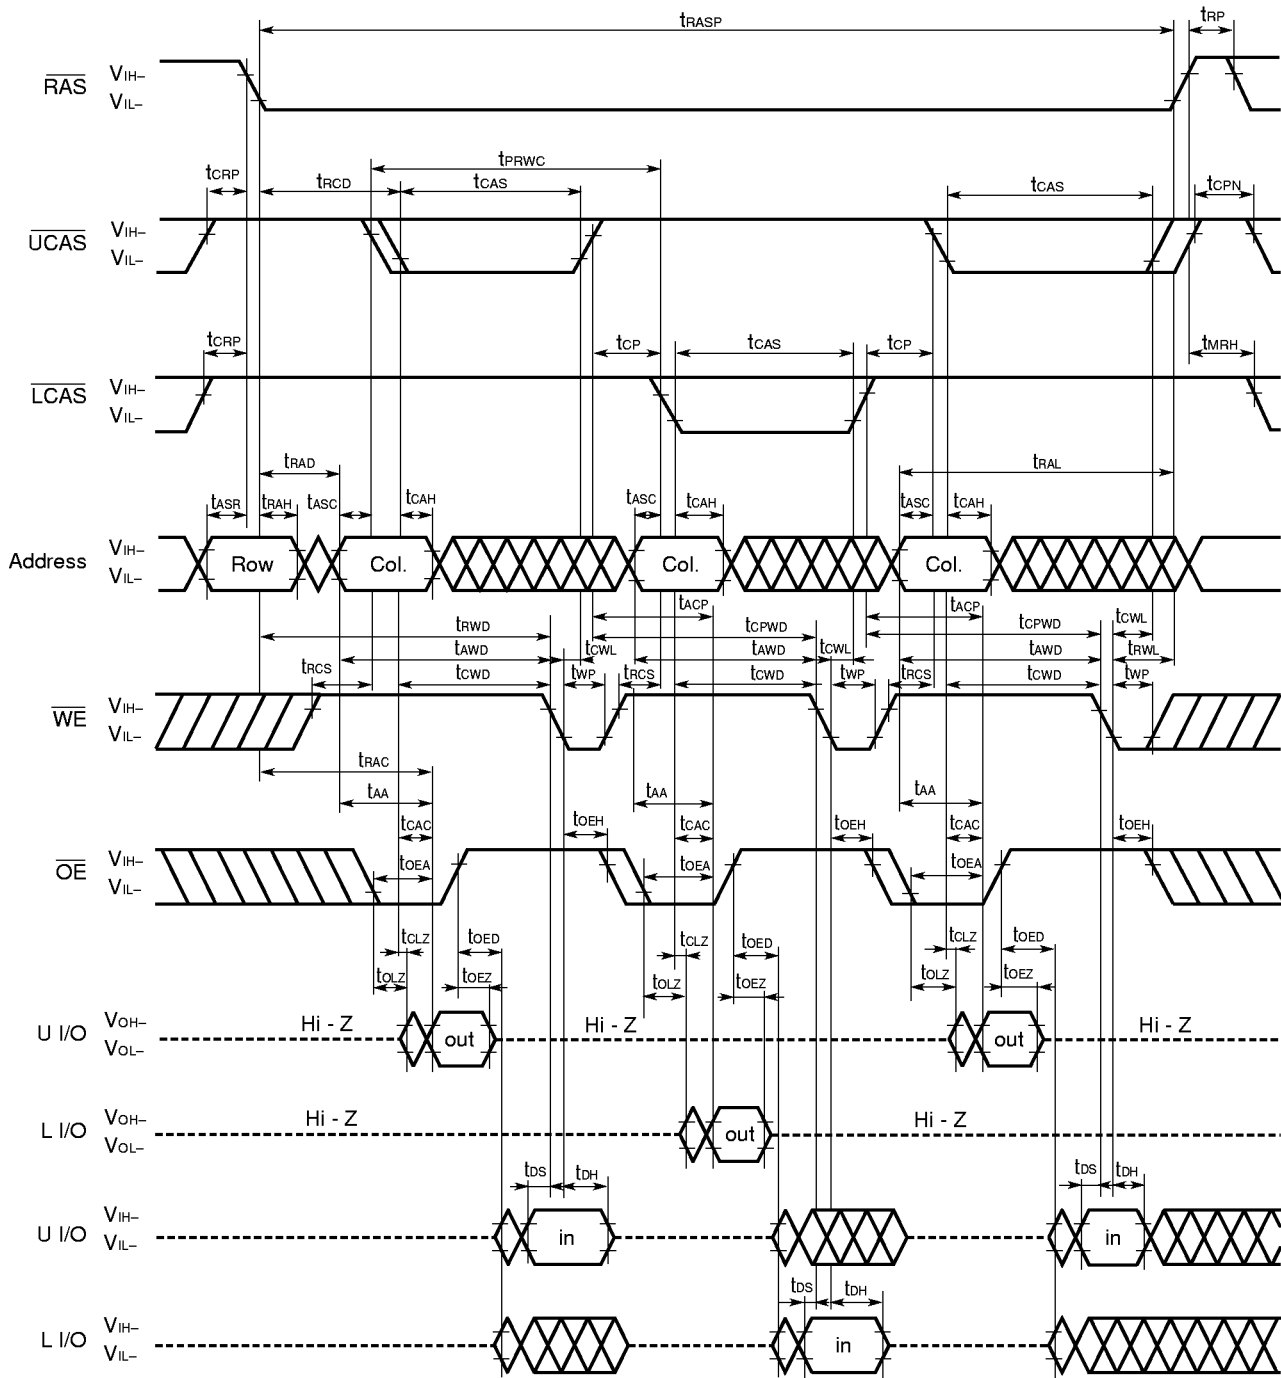 tRASP tRP
RAS VIH– VIL–
tPRWC
tCRP tRCD tCAS tCAS tCPN
UCAS VIH– VIL–
tCRP tCP tCAS tCP tMRH
LCAS VIH– VIL–
tRAD tRAL
tASR tRAH tASC tCAH tASC tCAH tASC tCAH
Address VIH– VIL– Row Col. Col. Col.
tACP tACP
tRWD tCPWD tCPWD tCWL
tAWD tCWL tAWD tCWL tAWD tRWL
tRCS tCWD tWP tRCS tCWD tWP tRCS tCWD tWP
WE VIH– VIL–
tRAC
tAA tAA tAA
tCAC tOEH tCAC tOEH tCAC tOEH
OE VIH– VIL– tOEA tOEA tOEA
tCLZ tOED tCLZ tOED tCLZ tOED
tOLZ tOEZ tOLZ tOEZ tOLZ tOEZ
U I/O VOH– VOL– Hi - Z out Hi - Z out Hi - Z
L I/O VOH– VOL– Hi - Z out Hi - Z
tDS tDH tDS tDH
U I/O VIH– VIL– in in
tDS tDH
L I/O VIH– VIL– in